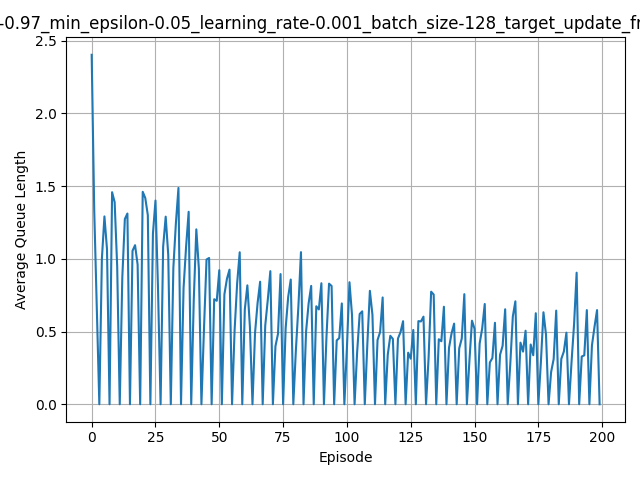 -0.97_min_epsilon-0.05_learning_rate-0.001_batch_size-128_target_update_fr
2.5
2.0
1.5
1.0
0.5
0.0
Average Queue Length
0 25 50 75 100 125 150 175 200
Episode